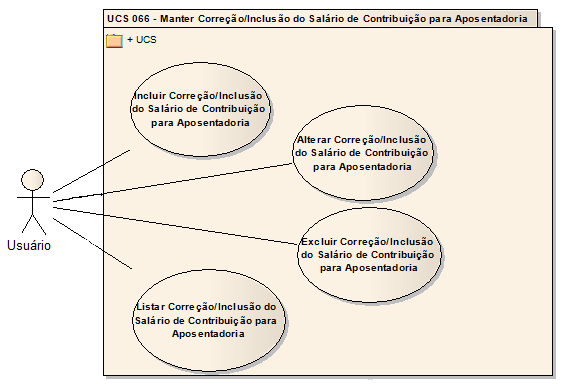 UCS 066 - Manter Correção/Inclusão do Salário de Contribuição para Aposentadoria
+ UCS
Incluir Correção/Inclusão
do Salário de Contribuição
para Aposentadoria
Alterar Correção/Inclusão
do Salário de Contribuição
para Aposentadoria
Usuário
Excluir Correção/Inclusão
do Salário de Contribuição
para Aposentadoria
Listar Correção/Inclusão do
Salário de Contribuição para
Aposentadoria